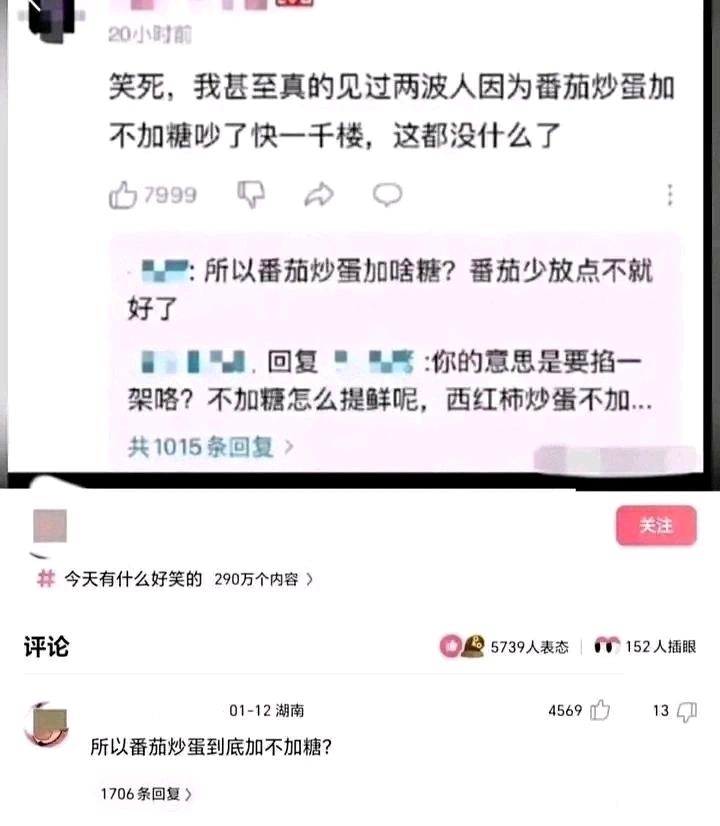 20小时前
笑死，我甚至真的见过两波人因为番茄炒蛋加
不加糖吵了快一千楼，这都没什么了
7999
: 所以番茄炒蛋加啥糖？番茄少放点不就
好了
回复 :你的意思是要掐一
架咯？不加糖怎么提鲜呢，西红柿炒蛋不加...
共1015条回复 >
关注
# 今天有什么好笑的 290万个内容 >
评论 5739人表态 152人插眼
01-12 湖南 4569 13
所以番茄炒蛋到底加不加糖?
1706条回复 >